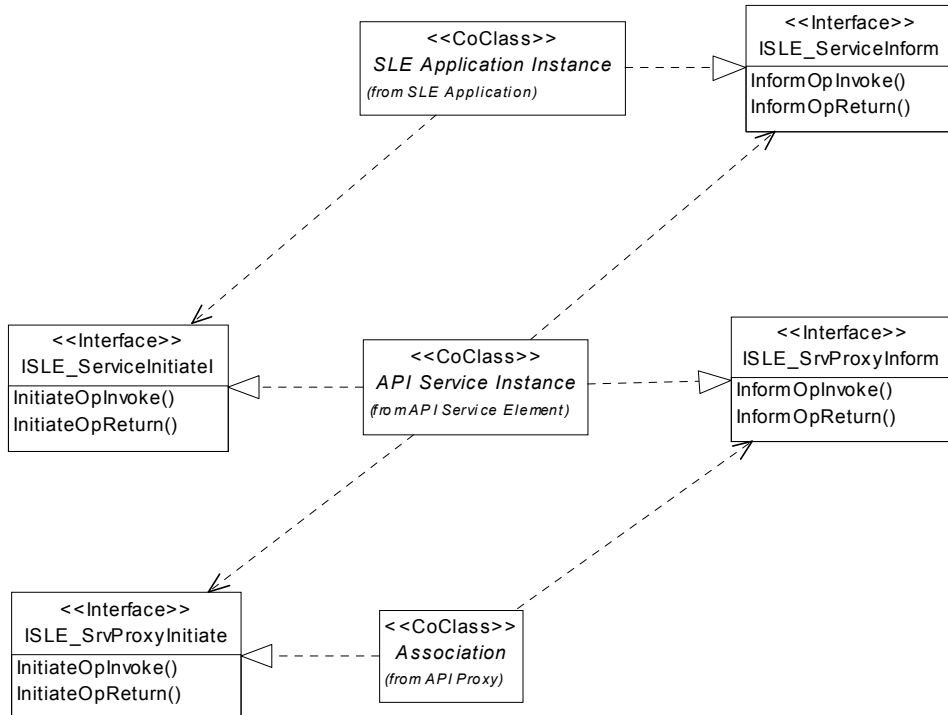 <<CoClass>>
SLE Application Instance
(from SLE Application)
<<Interface>>
ISLE_ServiceInform
InformOpInvoke()
InformOpReturn()
<<Interface>>
ISLE_ServiceInitiateI
InitiateOpInvoke()
InitiateOpReturn()
<<CoClass>>
API Service Instance
(from API Service Element)
<<Interface>>
ISLE_SrvProxyInform
InformOpInvoke()
InformOpReturn()
<<Interface>>
ISLE_SrvProxyInitiate
InitiateOpInvoke()
InitiateOpReturn()
<<CoClass>>
Association
(from API Proxy)